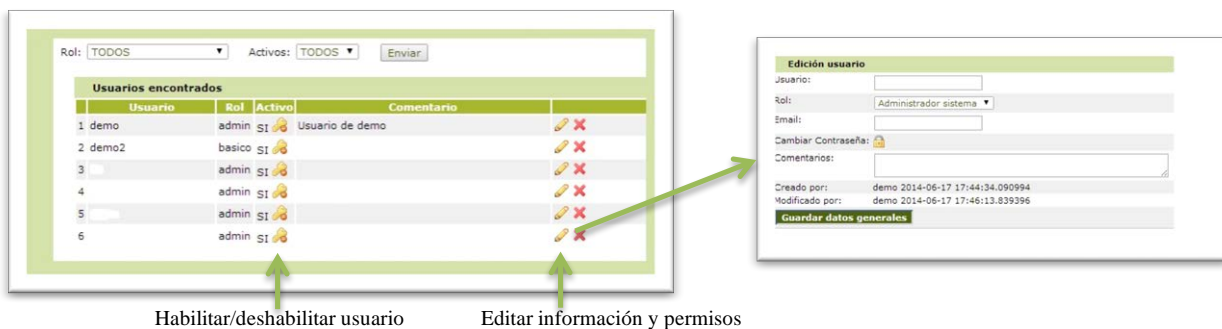 Rol: TODOS Activos: TODOS Enviar
Usuarios encontrados
Usuario Rol Activo Comentario
1 demo admin SI Usuario de demo
2 demo2 basico SI
3 admin SI
4 admin SI
5 admin SI
6 admin SI
Edición usuario
Usuario:
Rol: Administrador sistema
Email:
Cambiar Contraseña:
Comentarios:
Creado por: demo 2014-06-17 17:44:34.090994
Modificado por: demo 2014-06-17 17:46:13.839396
Guardar datos generales
Habilitar/deshabilitar usuario
Editar información y permisos